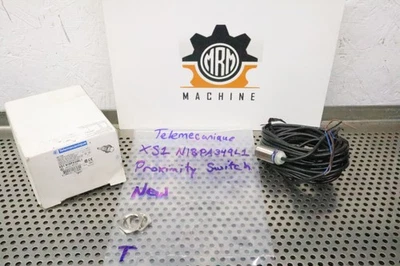 MRM
MACHINE
Telemecanique
XS1 N18PA349L1
Proximity Switch
New
T